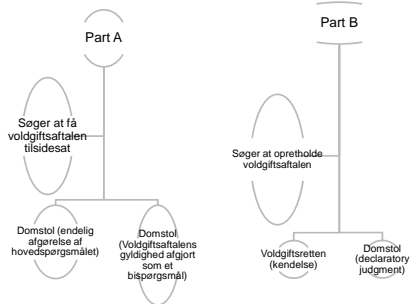 Part A
Søger at få
voldgiftsaftalen
tilsidesat
Domstol (endelig
afgørelse af
hovedspørgsmålet)
Domstol
(Voldgiftsaftalens
gyldighed afgjort
som et
bispørgsmål)
Part B
Søger at opretholde
voldgiftsaftalen
Voldgiftsretten
(kendelse)
Domstol
(declaratory
judgment)